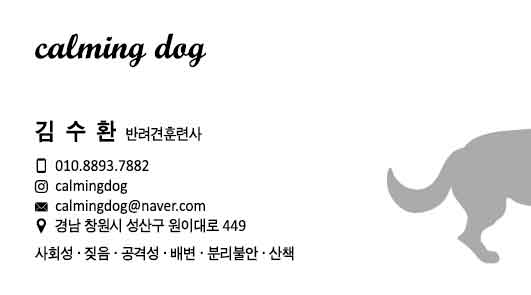 calming dog
김 수 환 반려견훈련사
010.8893.7882
calmingdog
calmingdog@naver.com
경남 창원시 성산구 원이대로 449
사회성 · 짖음 · 공격성 · 배변 · 분리불안 · 산책